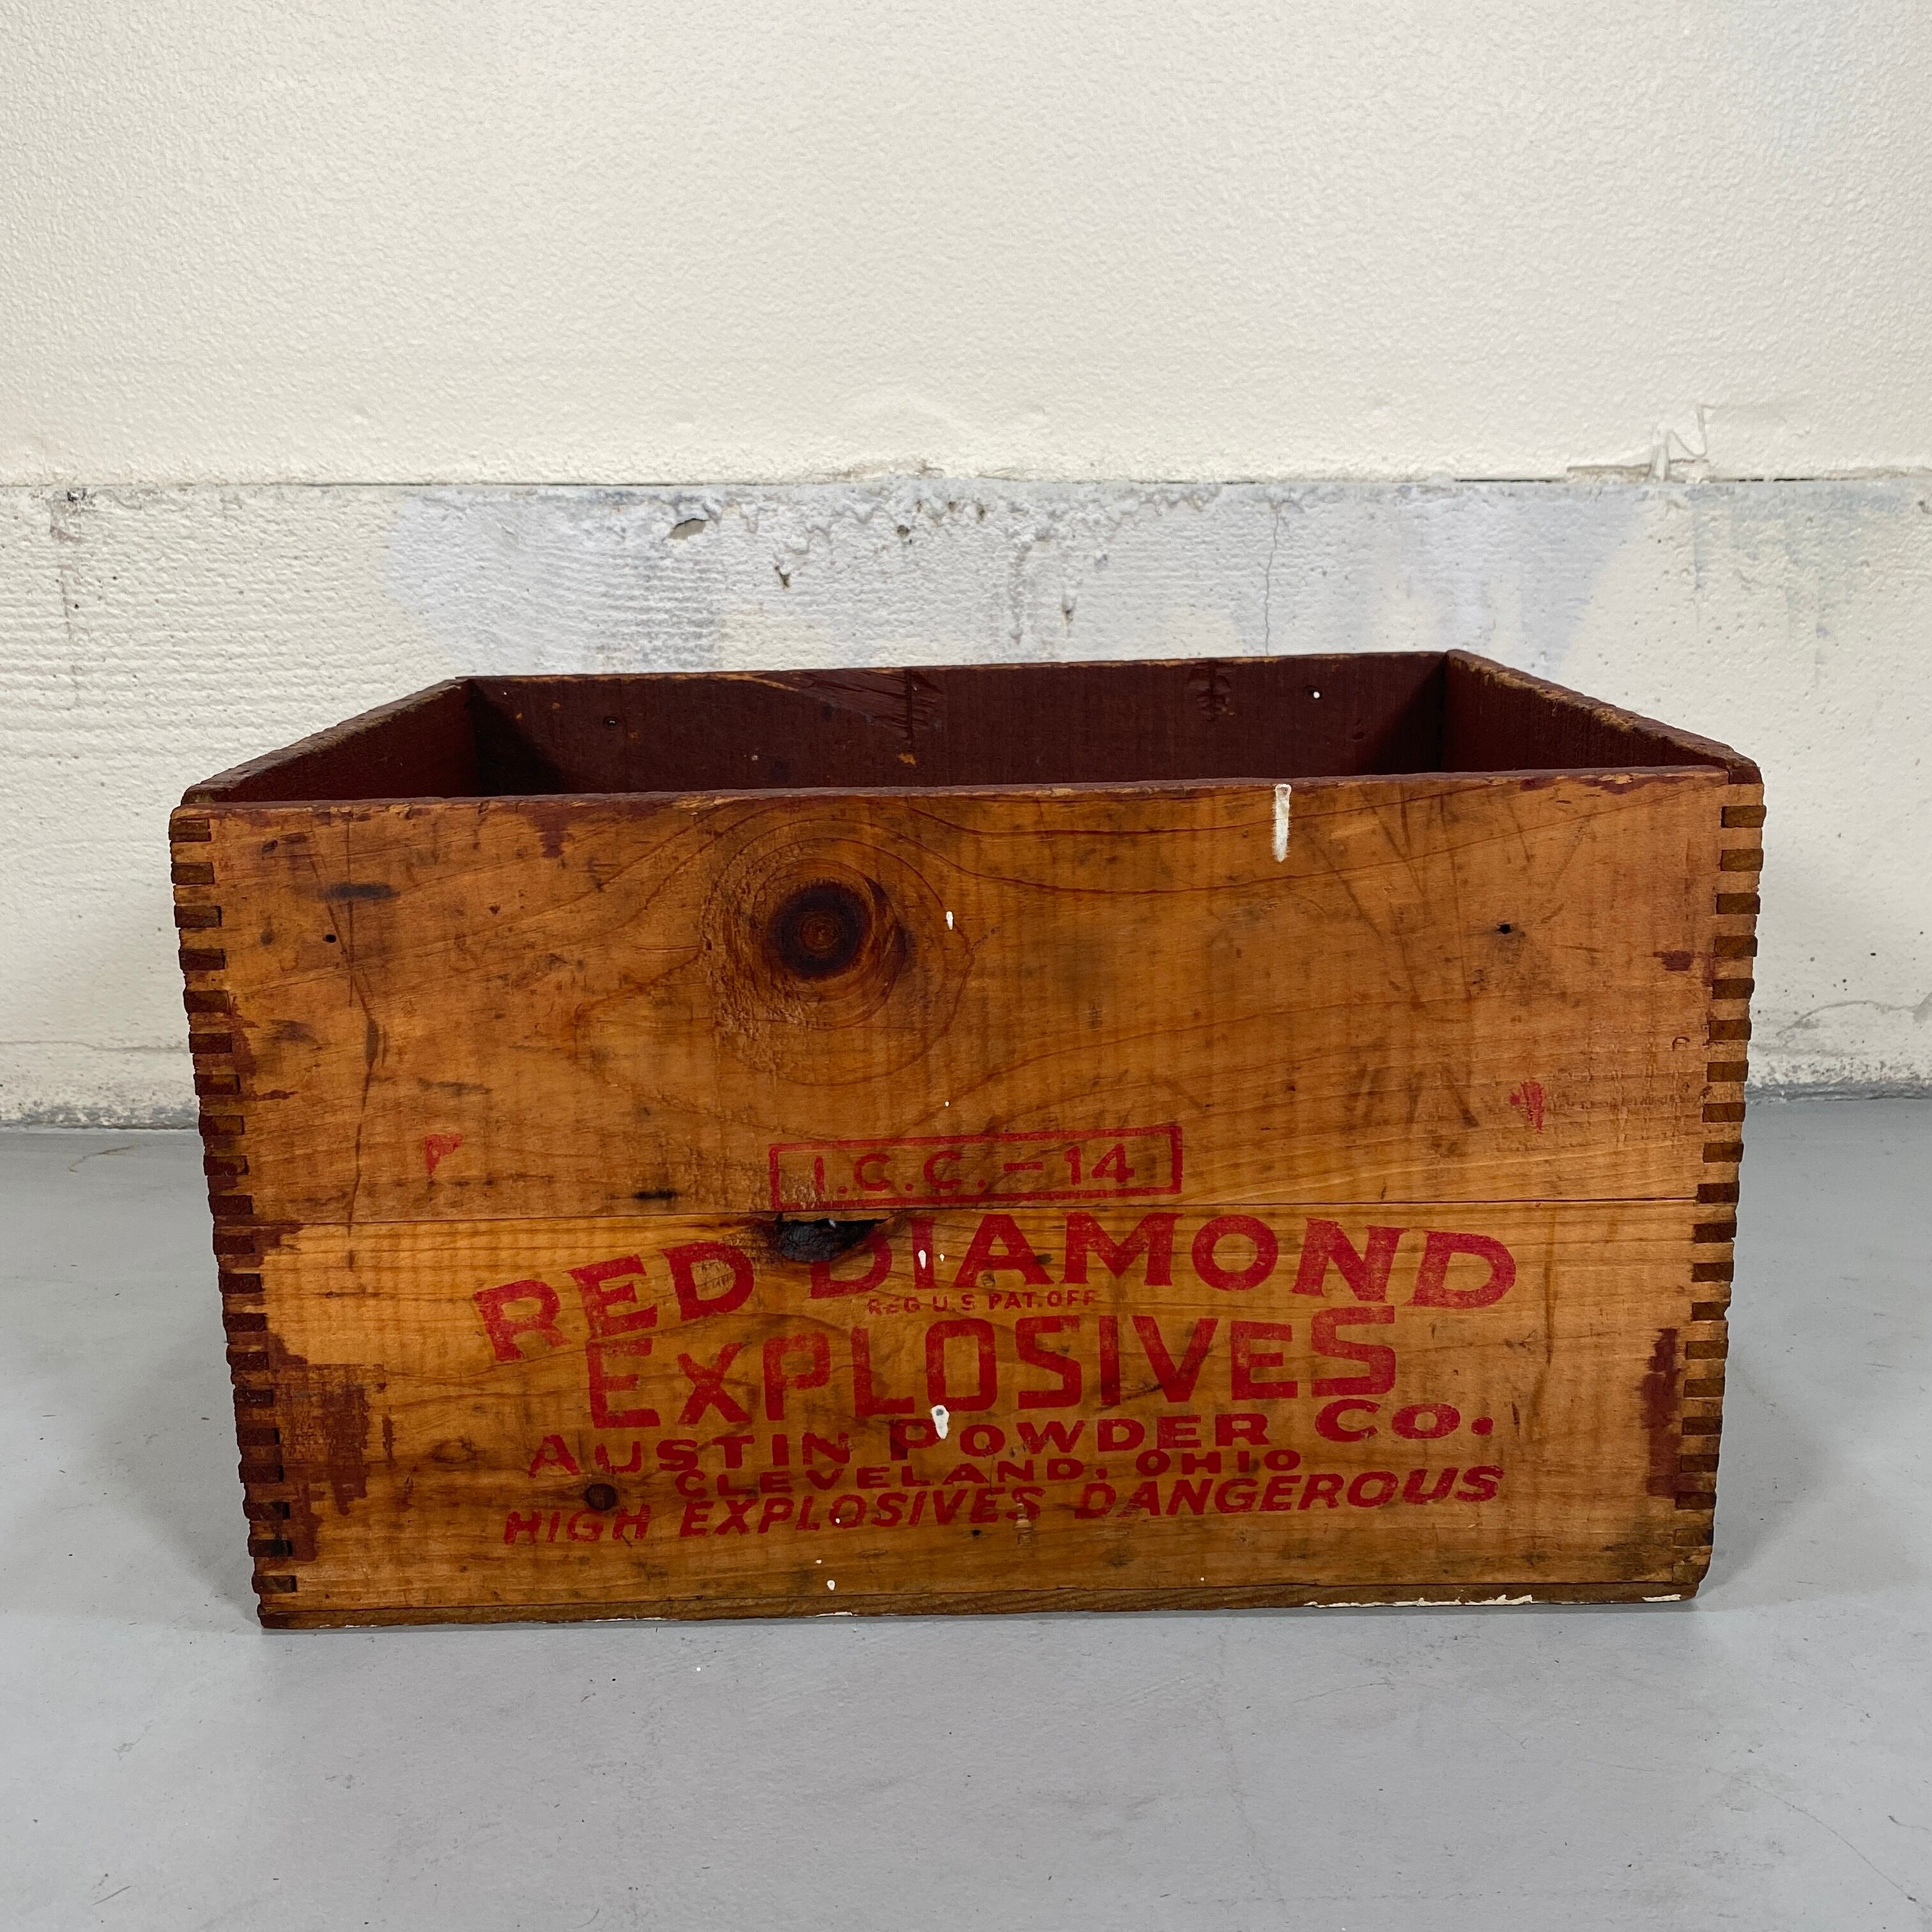 I.C.C.-14
RED DIAMOND
REG U.S PAT.OFF
EXPLOSIVES
AUSTIN POWDER CO.
CLEVELAND, OHIO
HIGH EXPLOSIVES DANGEROUS